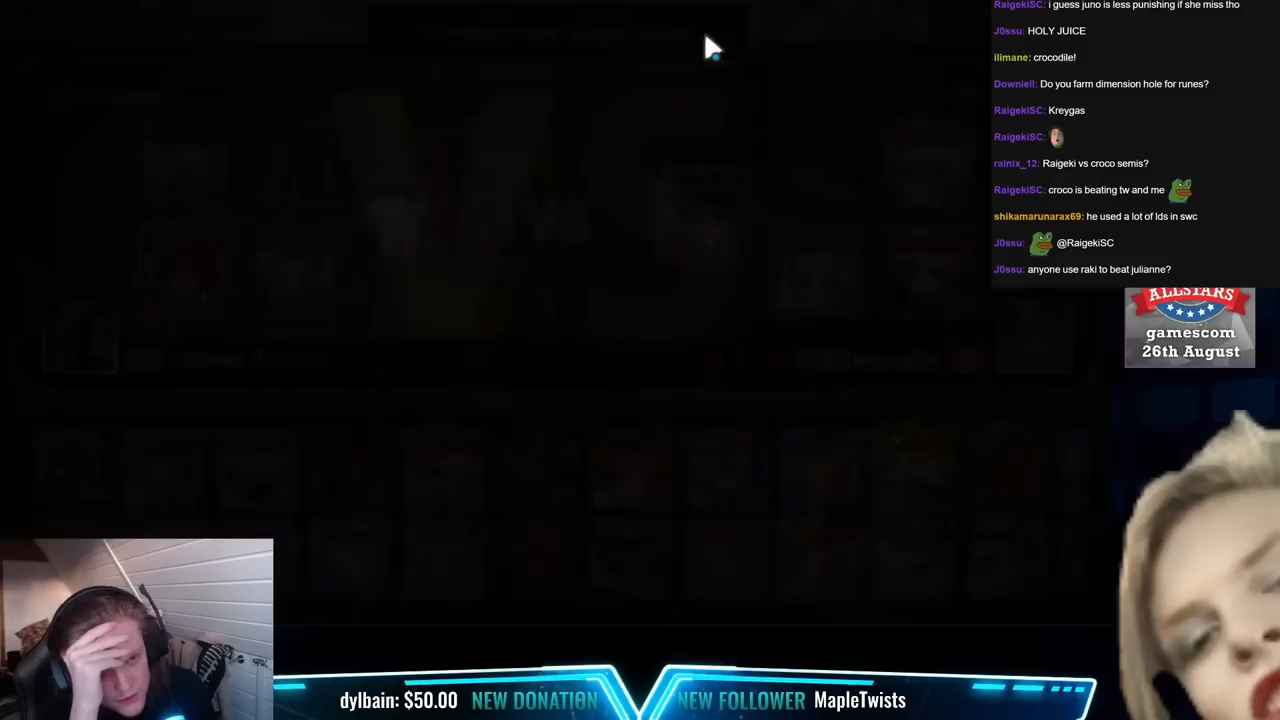 RaigekiSC: i guess juno is less punishing if she miss tho
J0ssu: HOLY JUICE
ilimane: crocodile!
Downiell: Do you farm dimension hole for runes?
RaigekiSC: Kreygas
RaigekiSC:
rainix_12: Raigeki vs croco semis?
RaigekiSC: croco is beating tw and me
shikamarunarax69: he used a lot of lds in swc
J0ssu: @RaigekiSC
J0ssu: anyone use raki to beat julianne?
ALLSTARS
gamescom
26th August
VS
dylbain: $50.00 NEW DONATION NEW FOLLOWER MapleTwists